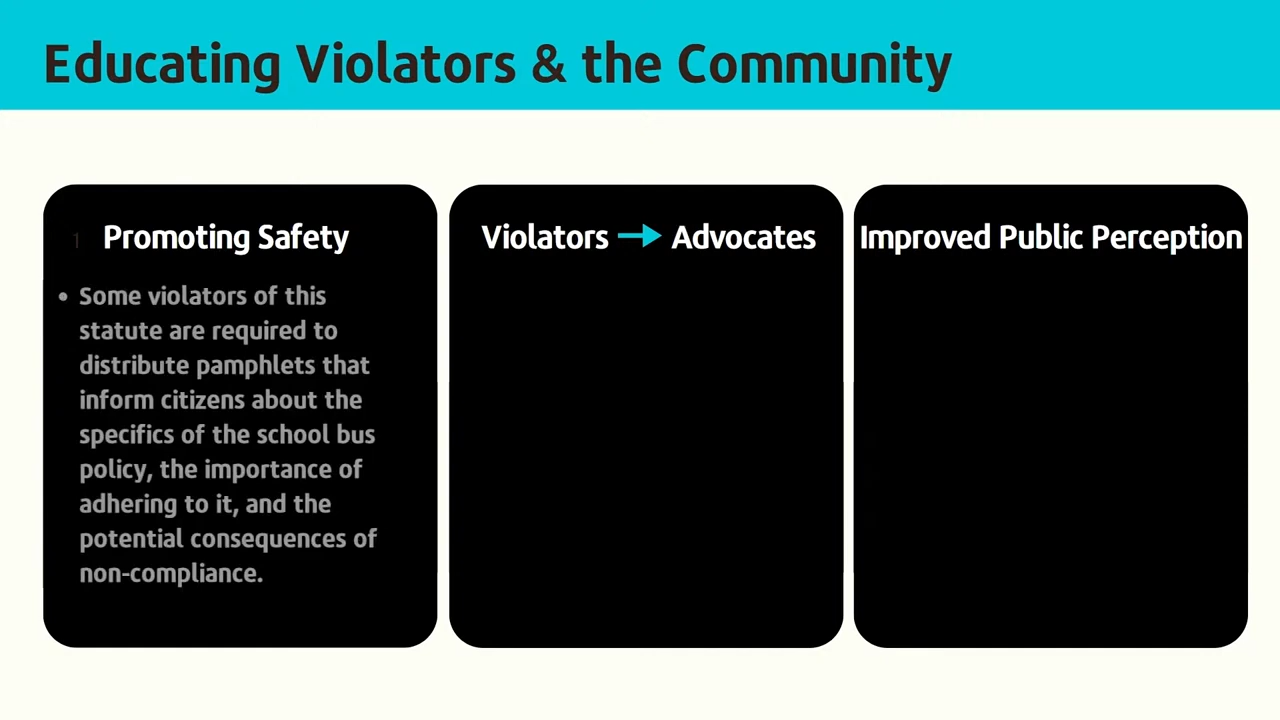 Educating Violators & the Community
1 Promoting Safety
• Some violators of this
statute are required to
distribute pamphlets that
inform citizens about the
specifics of the school bus
policy, the importance of
adhering to it, and the
potential consequences of
non-compliance.
Violators → Advocates
Improved Public Perception